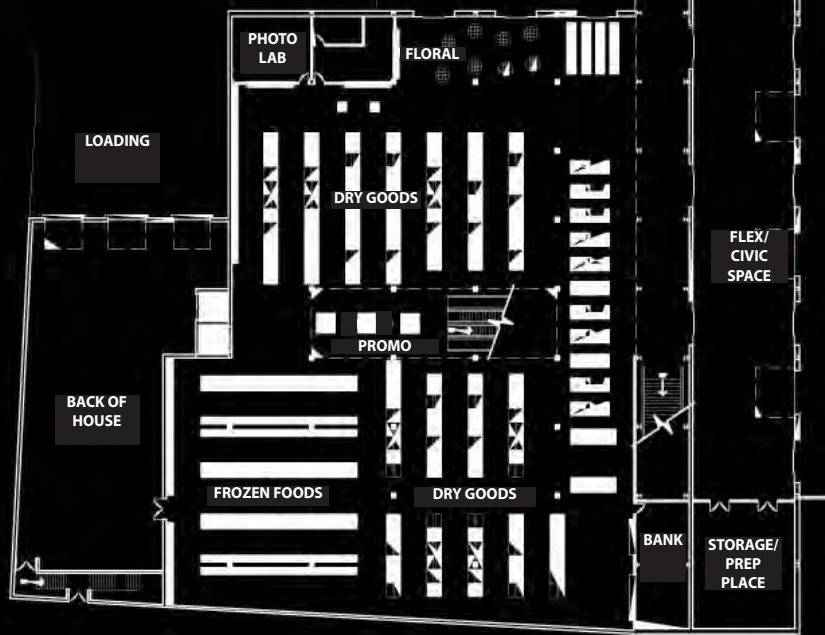 PHOTO
LAB
FLORAL
LOADING
DRY GOODS
FLEX/
CIVIC
SPACE
PROMO
BACK OF
HOUSE
FROZEN FOODS
DRY GOODS
BANK
STORAGE/
PREP
PLACE